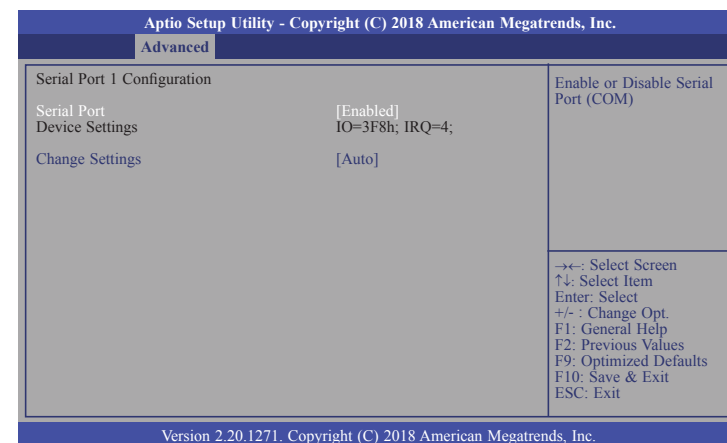 Aptio Setup Utility - Copyright (C) 2018 American Megatrends, Inc.
Advanced
Serial Port 1 Configuration
Serial Port [Enabled]
Device Settings IO=3F8h; IRQ=4;
Change Settings [Auto]
Enable or Disable Serial
Port (COM)
→←: Select Screen
↑↓: Select Item
Enter: Select
+/- : Change Opt.
F1: General Help
F2: Previous Values
F9: Optimized Defaults
F10: Save & Exit
ESC: Exit
Version 2.20.1271. Copyright (C) 2018 American Megatrends, Inc.